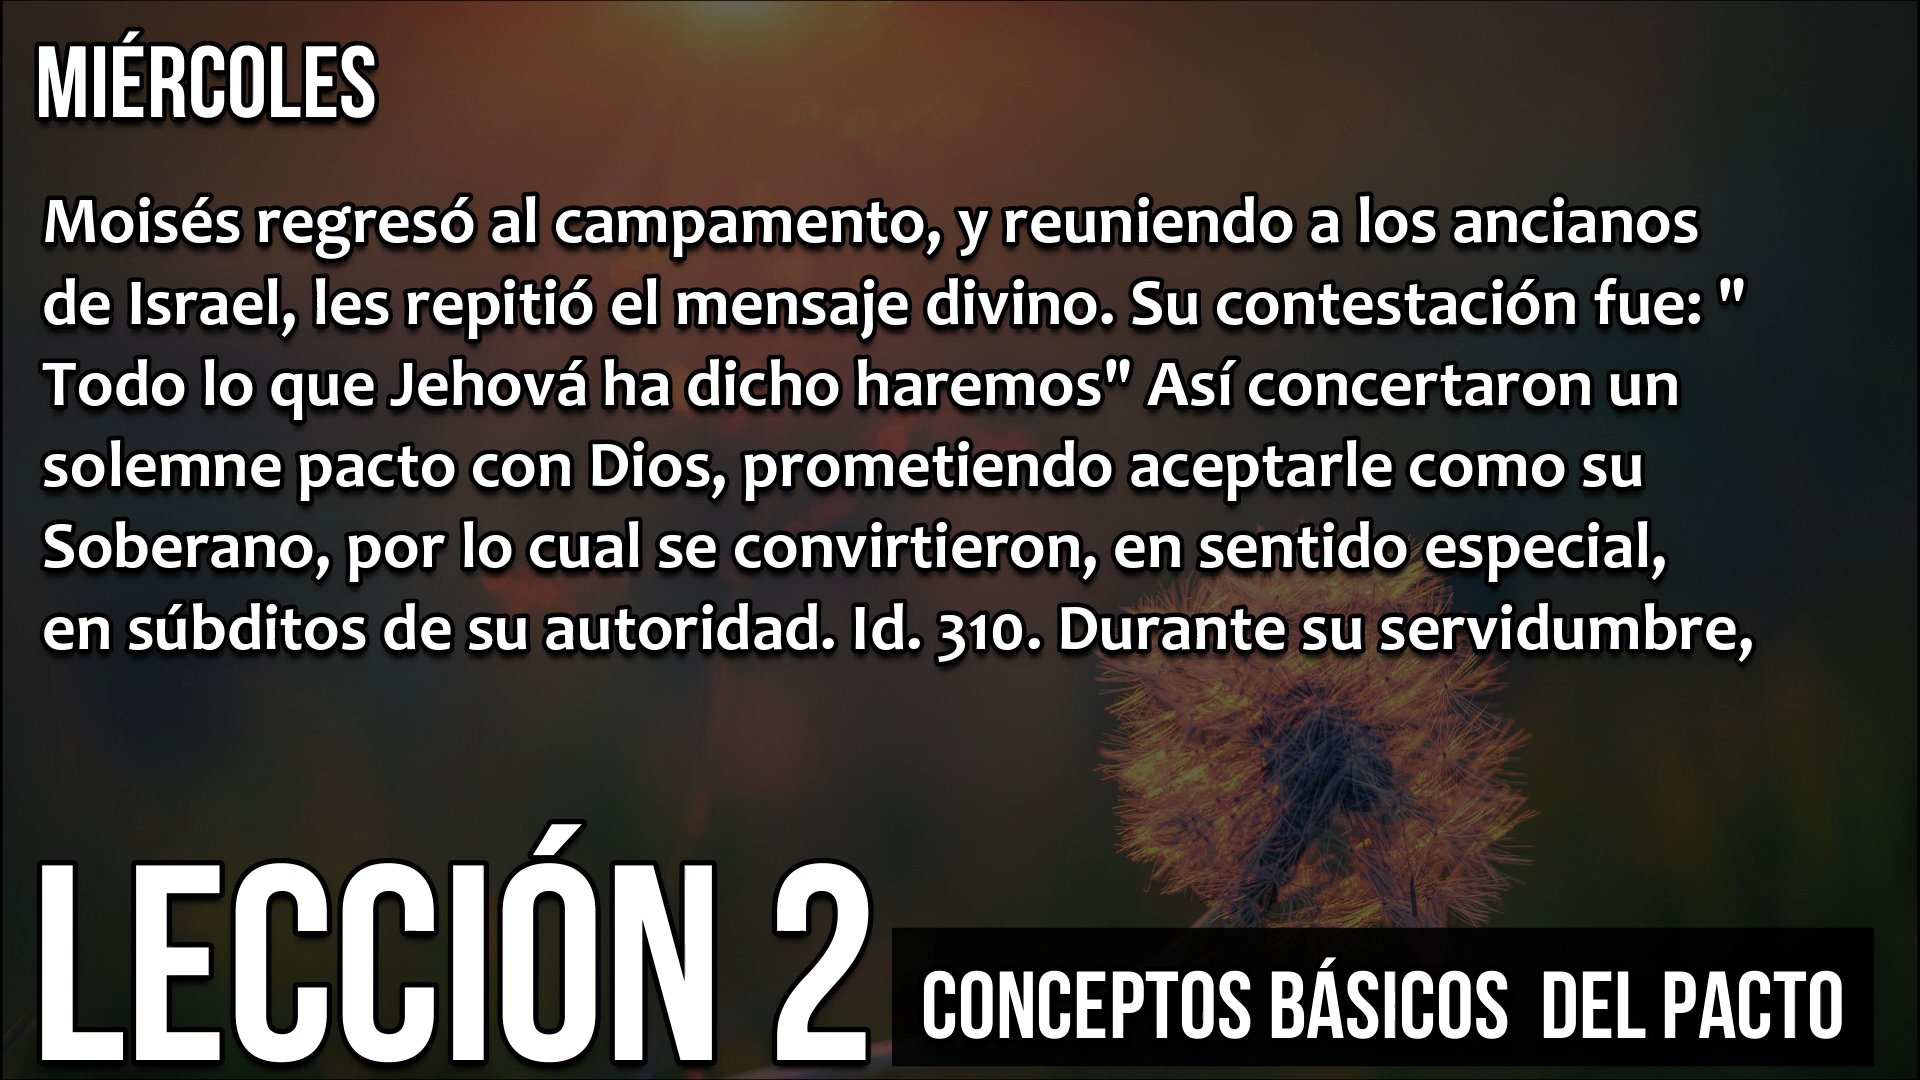 MIÉRCOLES
Moisés regresó al campamento, y reuniendo a los ancianos
de Israel, les repitió el mensaje divino. Su contestación fue: "
Todo lo que Jehová ha dicho haremos" Así concertaron un
solemne pacto con Dios, prometiendo aceptarle como su
Soberano, por lo cual se convirtieron, en sentido especial,
en súbditos de su autoridad. Id. 310. Durante su servidumbre,
LECCIÓN 2
CONCEPTOS BÁSICOS  DEL PACTO